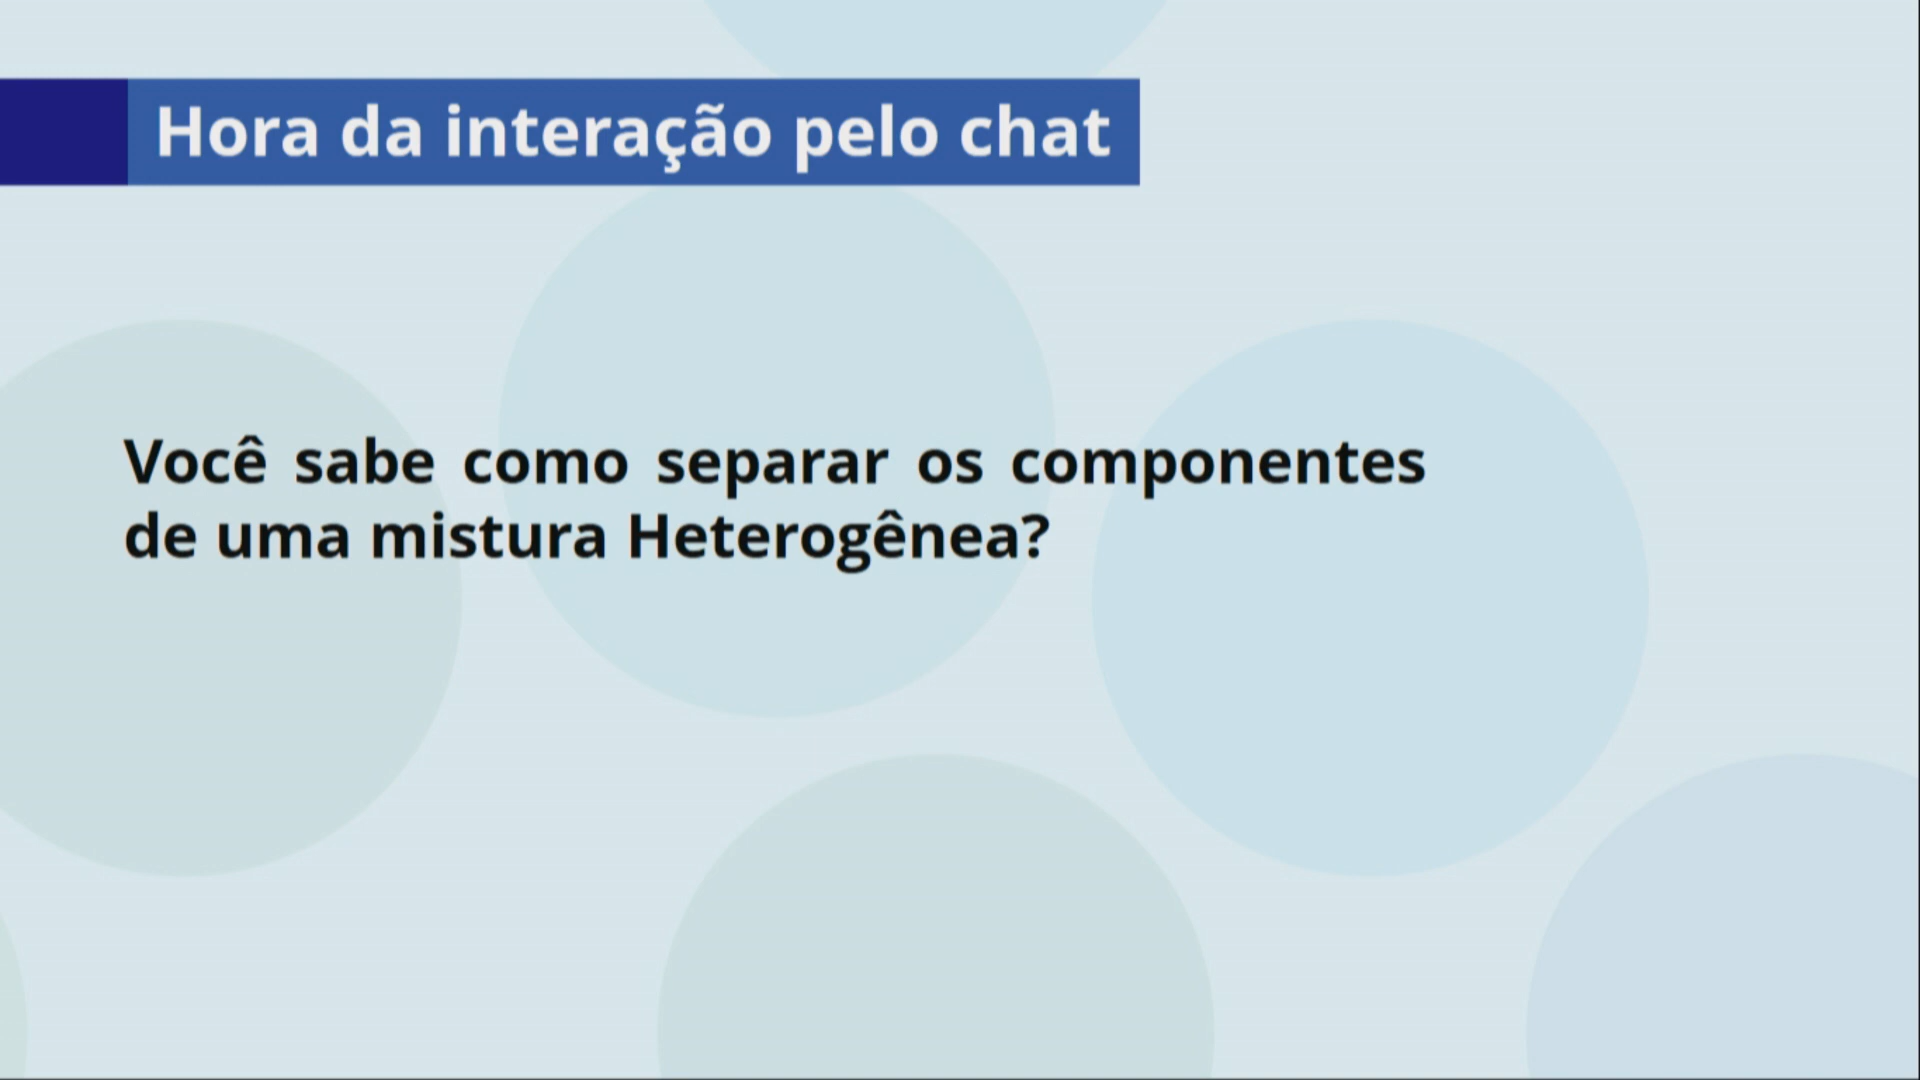 Hora da interação pelo chat
Você sabe como separar os componentes
de uma mistura Heterogênea?